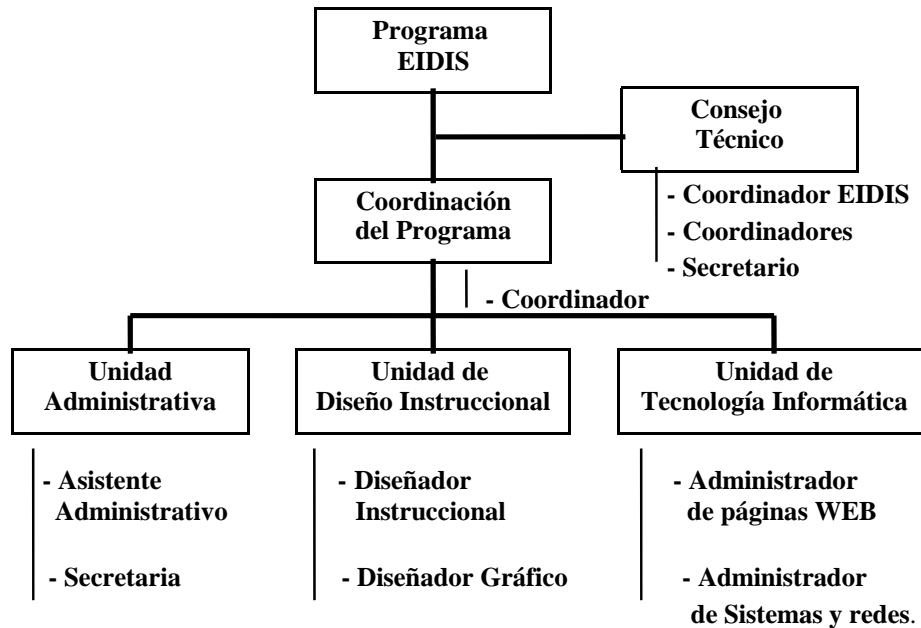 Programa
EIDIS
Consejo
Técnico
- Coordinador EIDIS
- Coordinadores
- Secretario
Coordinación
del Programa
- Coordinador
Unidad
Administrativa
- Asistente
Administrativo
- Secretaria
Unidad de
Diseño Instruccional
- Diseñador
Instruccional
- Diseñador Gráfico
Unidad de
Tecnología Informática
- Administrador
de páginas WEB
- Administrador
de Sistemas y redes.